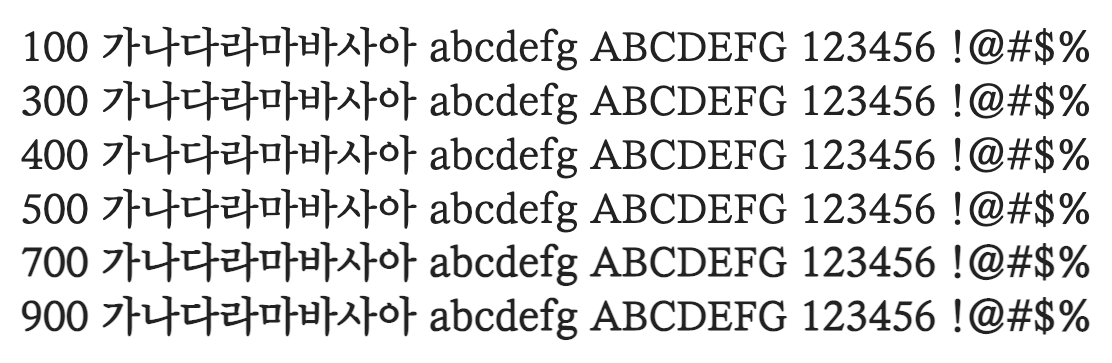 100 가나다라마바사아 abcdefg ABCDEFG 123456 !@#$%
300 가나다라마바사아 abcdefg ABCDEFG 123456 !@#$%
400 가나다라마바사아 abcdefg ABCDEFG 123456 !@#$%
500 가나다라마바사아 abcdefg ABCDEFG 123456 !@#$%
700 가나다라마바사아 abcdefg ABCDEFG 123456 !@#$%
900 가나다라마바사아 abcdefg ABCDEFG 123456 !@#$%